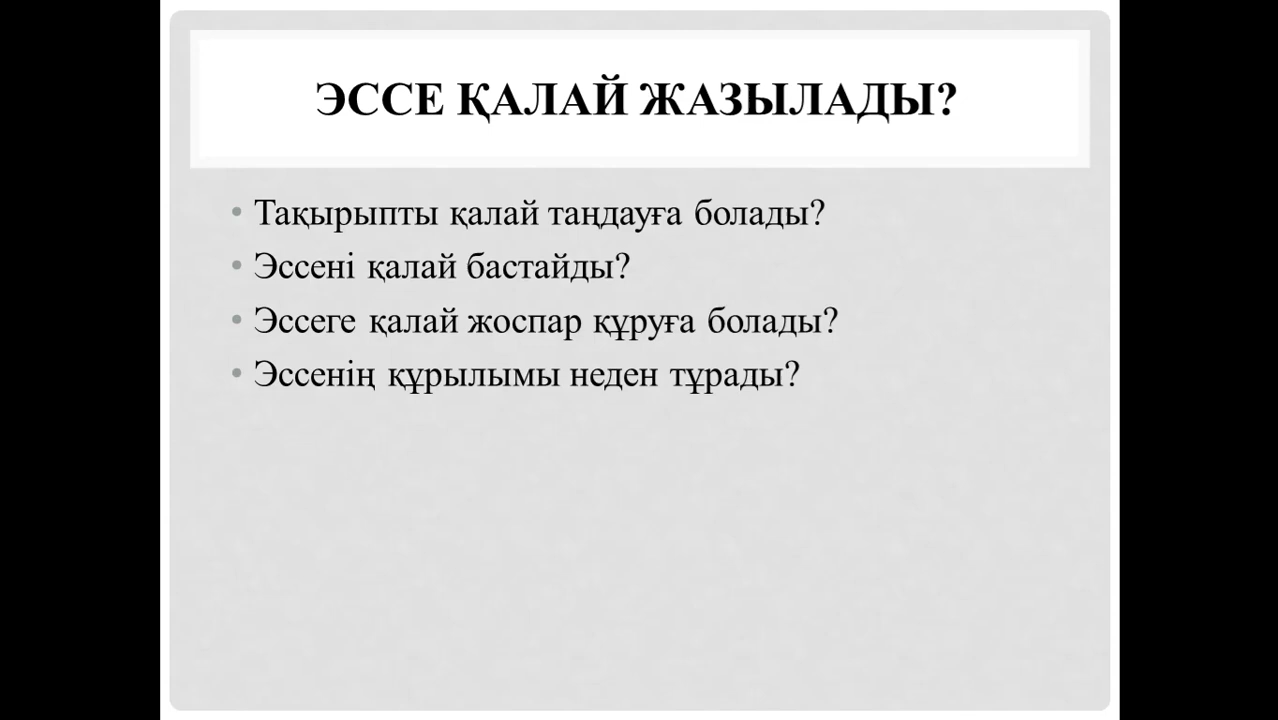 ЭССЕ ҚАЛАЙ ЖАЗЫЛАДЫ?
• Тақырыпты қалай таңдауға болады?
• Эссені қалай бастайды?
• Эссеге қалай жоспар құруға болады?
• Эссенің құрылымы неден тұрады?